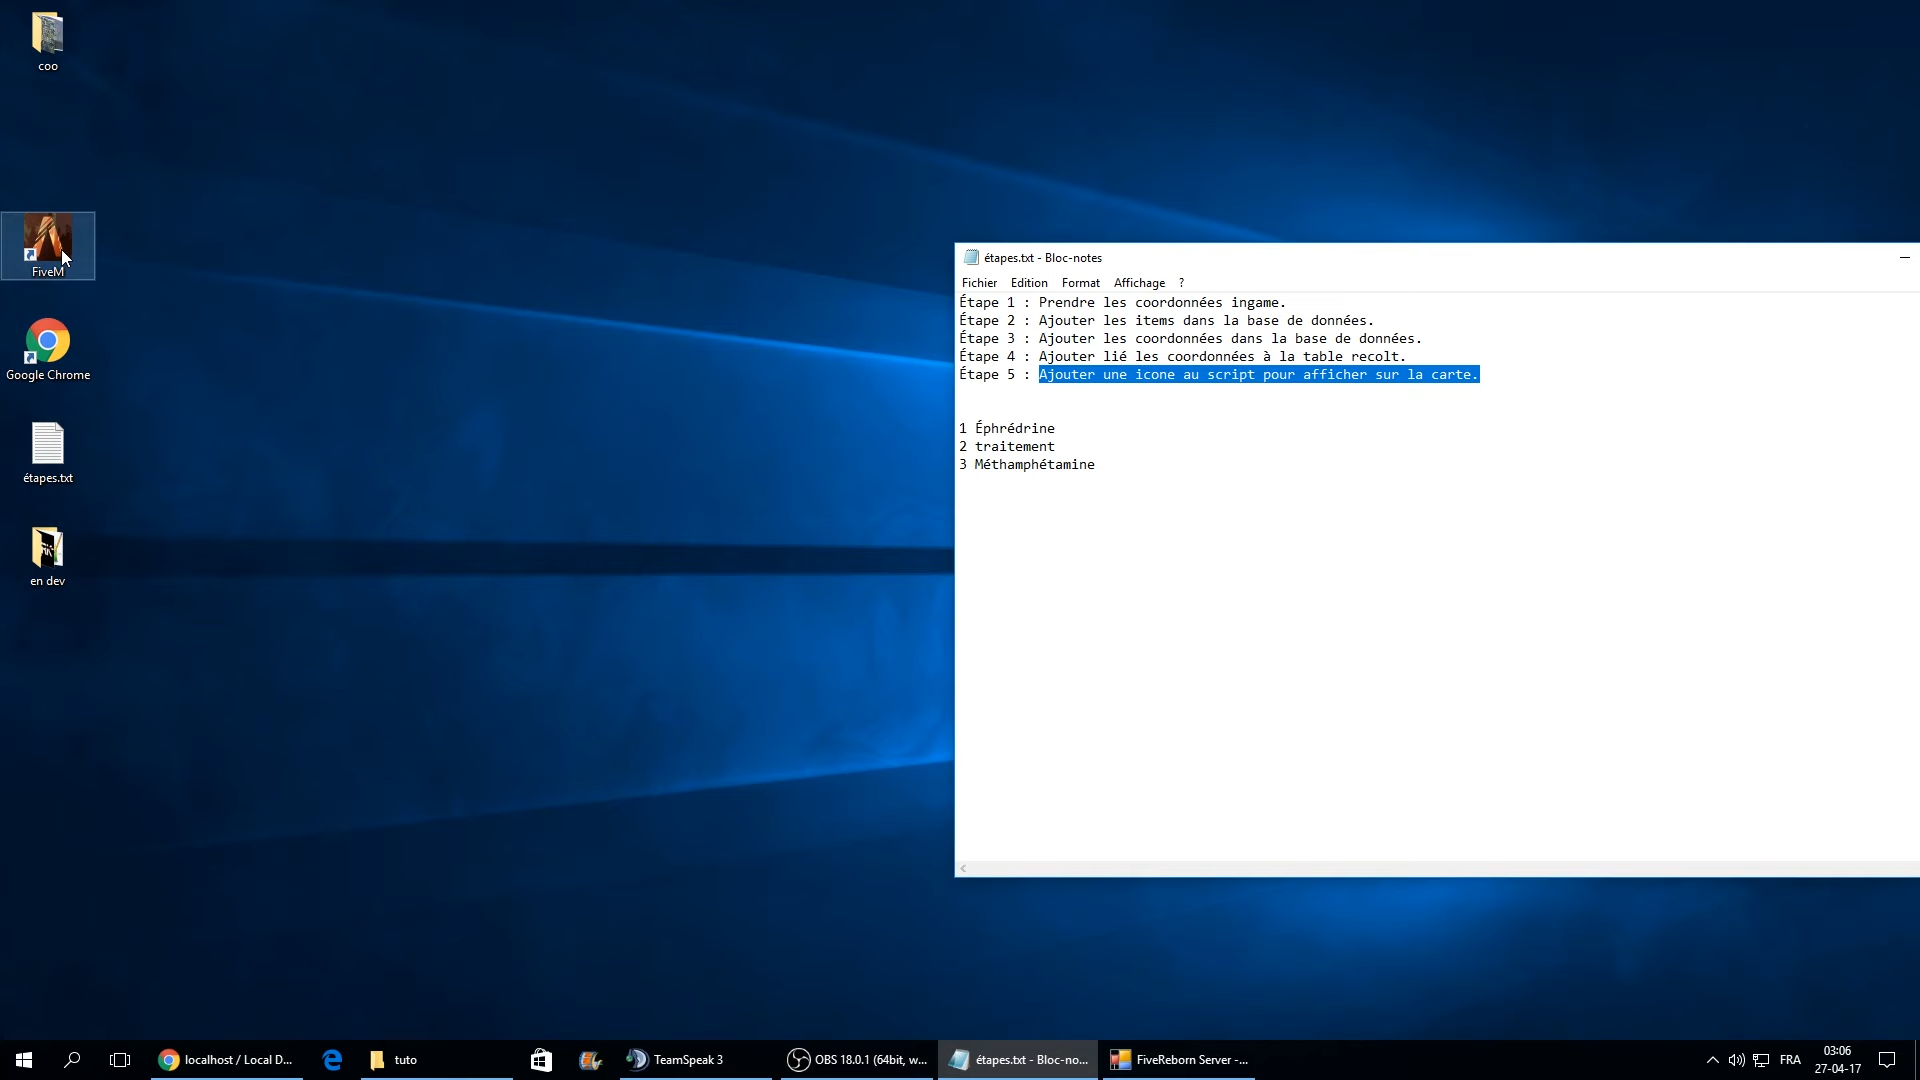 coo
FiveM
Google Chrome
étapes.txt
en dev
étapes.txt - Bloc-notes
Fichier Edition Format Affichage ?
Étape 1 : Prendre les coordonnées ingame.
Étape 2 : Ajouter les items dans la base de données.
Étape 3 : Ajouter les coordonnées dans la base de données.
Étape 4 : Ajouter lié les coordonnées à la table recolt.
Étape 5 : Ajouter une icone au script pour afficher sur la carte.
1 Éphrédrine
2 traitement
3 Méthamphétamine
localhost / Local D...
tuto
TeamSpeak 3
OBS 18.0.1 (64bit, w...
étapes.txt - Bloc-no...
FiveReborn Server -...
FRA
03:06
27-04-17